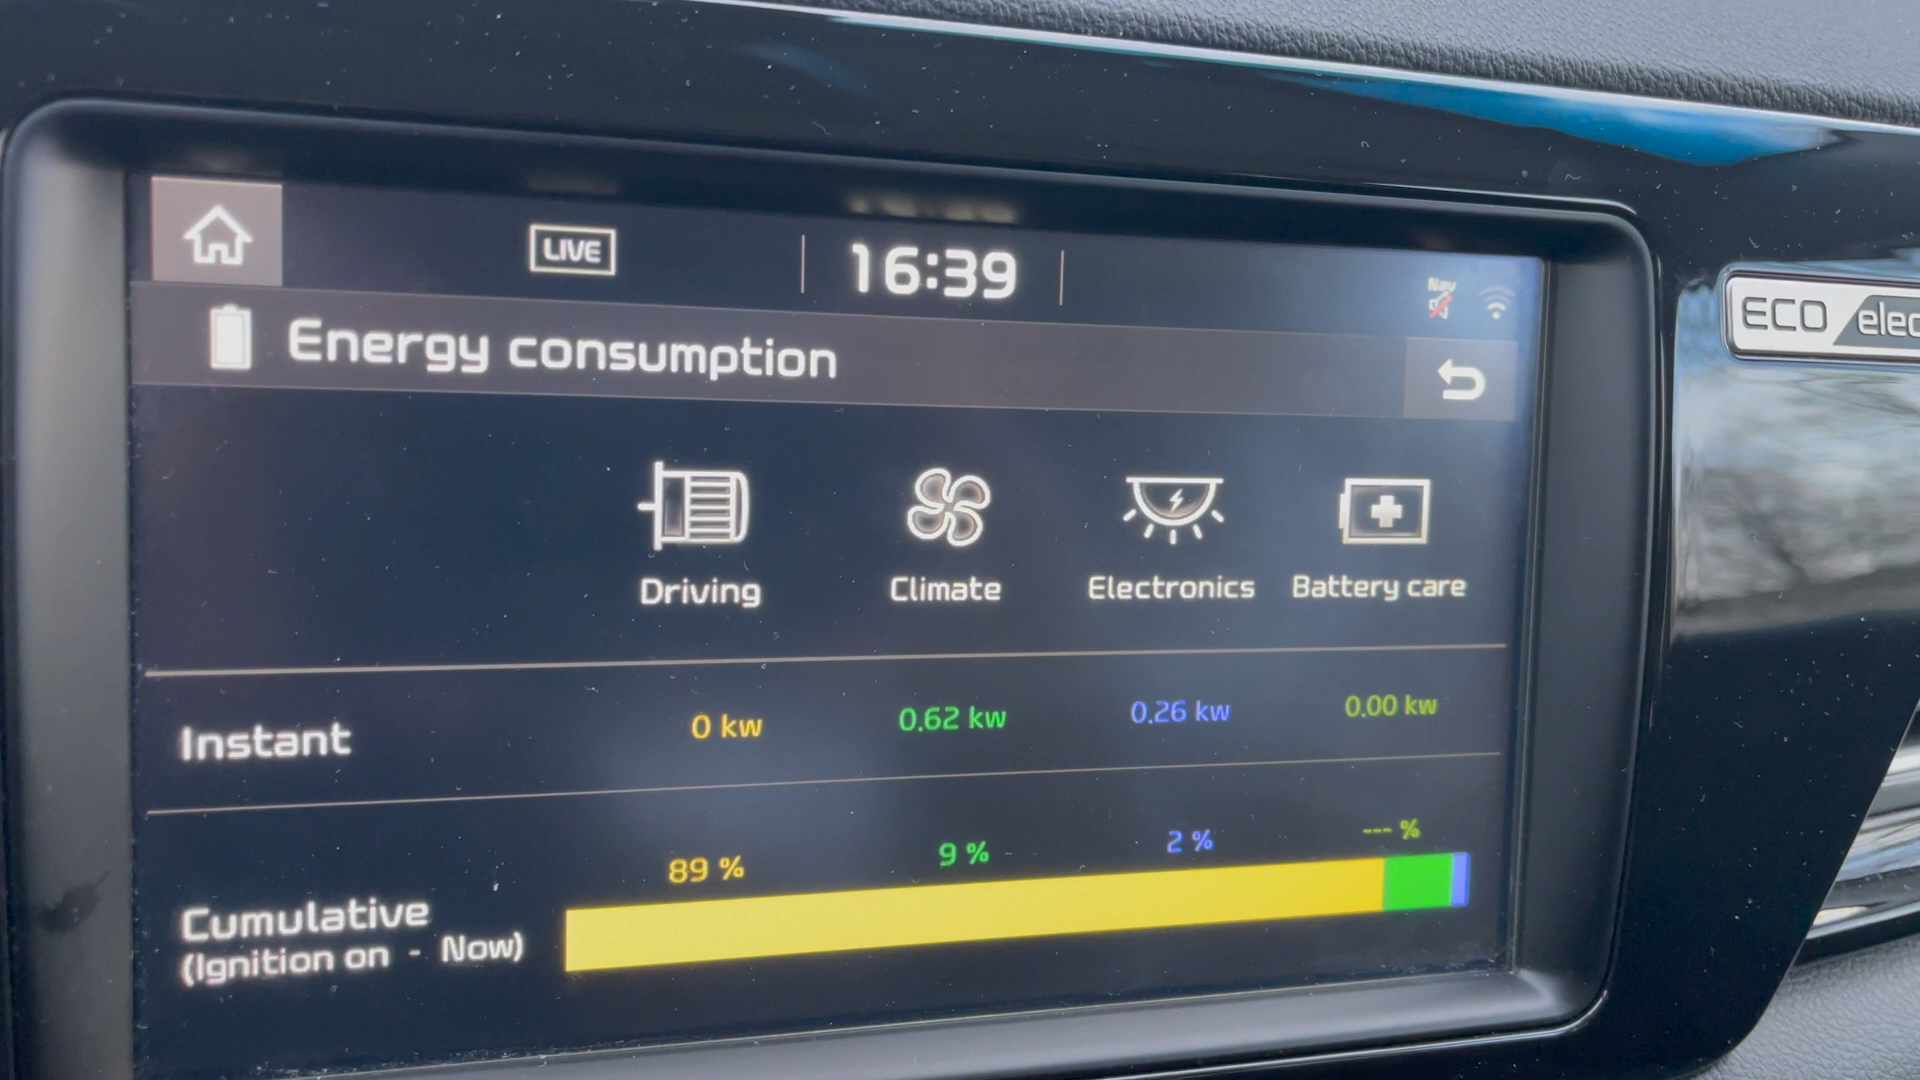 LIVE
16:39
Nav
ECO elec
Energy consumption
Driving Climate Electronics Battery care
Instant 0 kw 0.62 kw 0.26 kw 0.00 kw
89 % 9 % 2 % --- %
Cumulative
(Ignition on - Now)